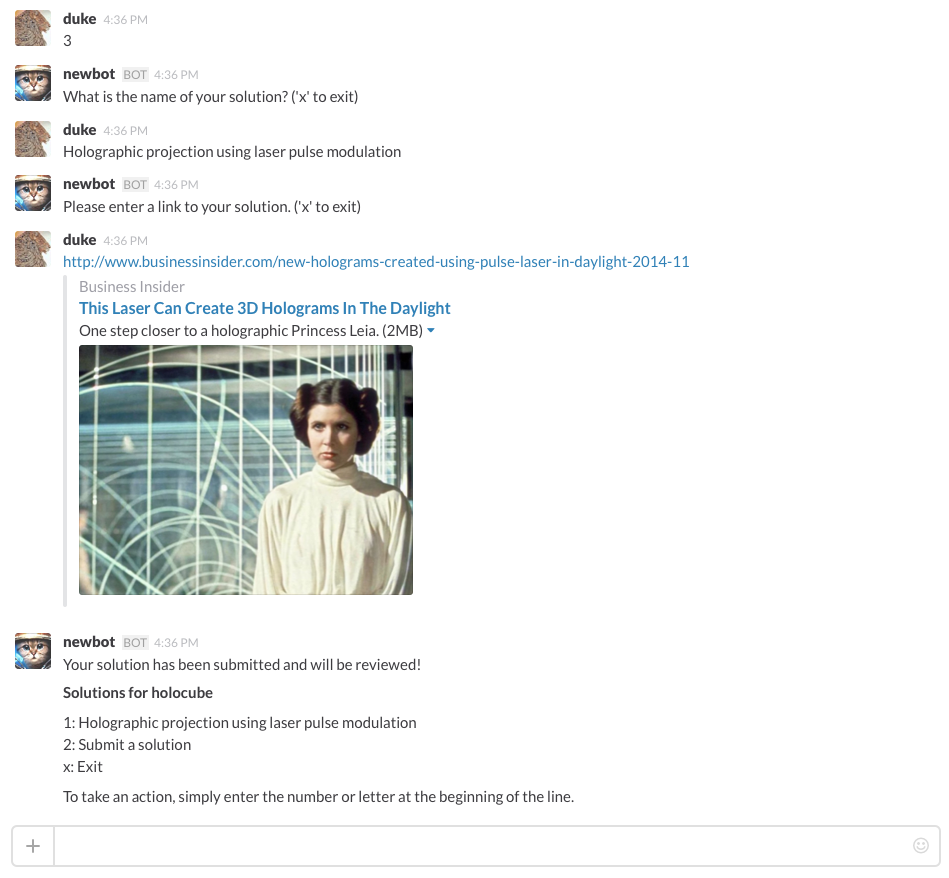 duke 4:36 PM
3
newbot BOT 4:36 PM
What is the name of your solution? ('x' to exit)
duke 4:36 PM
Holographic projection using laser pulse modulation
newbot BOT 4:36 PM
Please enter a link to your solution. ('x' to exit)
duke 4:36 PM
http://www.businessinsider.com/new-holograms-created-using-pulse-laser-in-daylight-2014-11
Business Insider
This Laser Can Create 3D Holograms In The Daylight
One step closer to a holographic Princess Leia. (2MB)
newbot BOT 4:36 PM
Your solution has been submitted and will be reviewed!
Solutions for holocube
1: Holographic projection using laser pulse modulation
2: Submit a solution
x: Exit
To take an action, simply enter the number or letter at the beginning of the line.